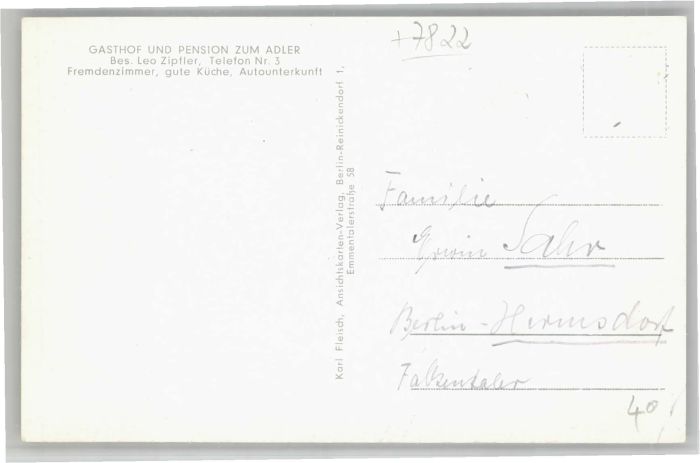 GASTHOF UND PENSION ZUM ADLER
Bes. Leo Zipfler, Telefon Nr. 3
Fremdenzimmer, gute Küche, Autounterkunft
+7822
Karl Fleisch, Ansichtskarten-Verlag, Berlin-Reinickendorf 1,
Emmentalerstraße 58
Familie
Erwin Sahr
Berlin-Hermsdorf
Falkentaler
40